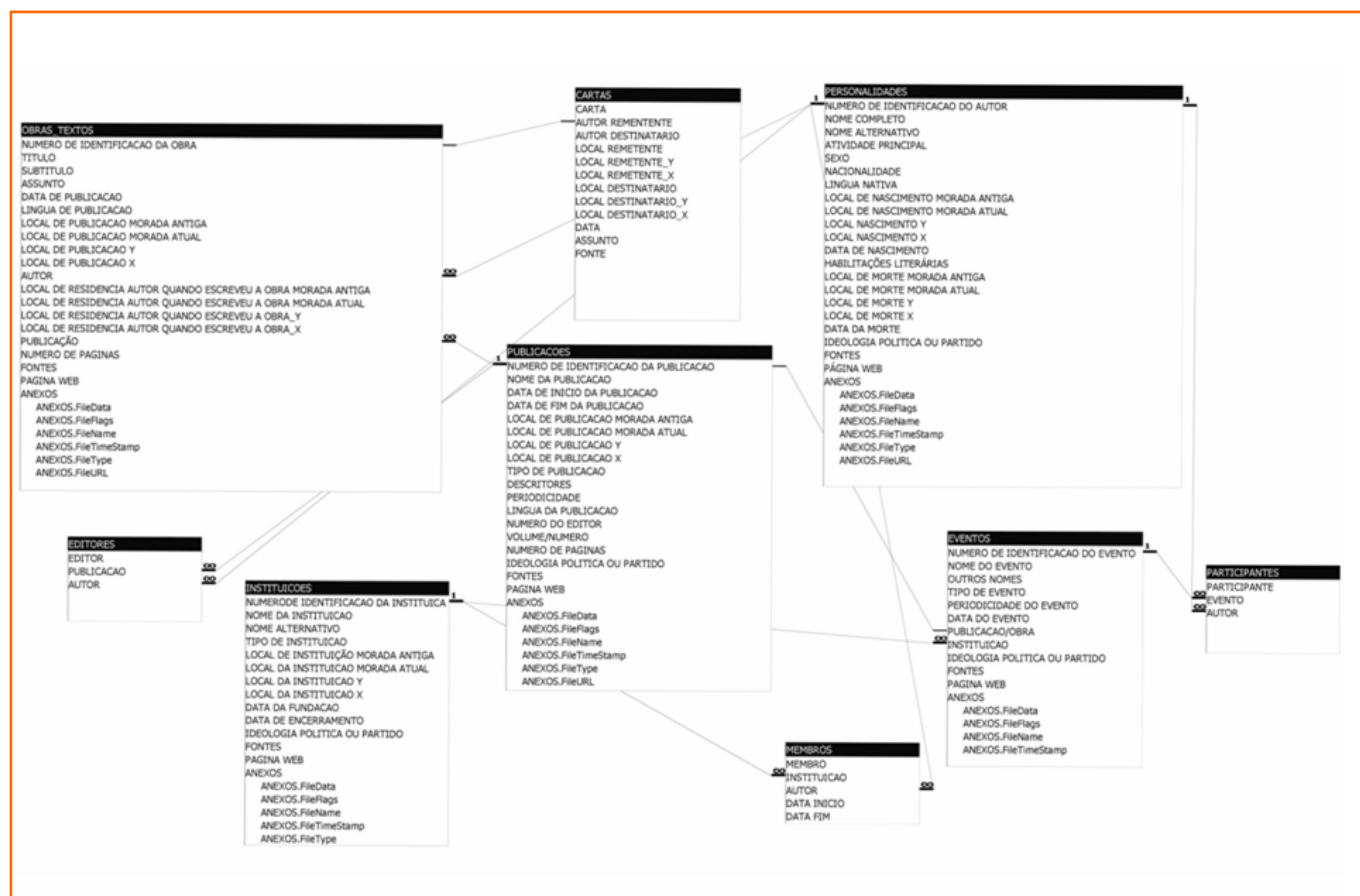 OBRAS_TEXTOS
NUMERO DE IDENTIFICACAO DA OBRA
TITULO
SUBTITULO
ASSUNTO
DATA DE PUBLICACAO
LINGUA DE PUBLICACAO
LOCAL DE PUBLICACAO MORADA ANTIGA
LOCAL DE PUBLICACAO MORADA ATUAL
LOCAL DE PUBLICACAO Y
LOCAL DE PUBLICACAO X
AUTOR
LOCAL DE RESIDENCIA AUTOR QUANDO ESCREVEU A OBRA MORADA ANTIGA
LOCAL DE RESIDENCIA AUTOR QUANDO ESCREVEU A OBRA MORADA ATUAL
LOCAL DE RESIDENCIA AUTOR QUANDO ESCREVEU A OBRA_Y
LOCAL DE RESIDENCIA AUTOR QUANDO ESCREVEU A OBRA_X
PUBLICAÇÃO
NUMERO DE PAGINAS
FONTES
PAGINA WEB
ANEXOS
ANEXOS.FileData
ANEXOS.FileFlags
ANEXOS.FileName
ANEXOS.FileTimeStamp
ANEXOS.FileType
ANEXOS.FileURL
∞
∞
CARTAS
CARTA
AUTOR REMENTENTE
AUTOR DESTINATARIO
LOCAL REMETENTE
LOCAL REMETENTE_Y
LOCAL REMETENTE_X
LOCAL DESTINATARIO
LOCAL DESTINATARIO_Y
LOCAL DESTINATARIO_X
DATA
ASSUNTO
FONTE
1
PERSONALIDADES
1
NUMERO DE IDENTIFICACAO DO AUTOR
NOME COMPLETO
NOME ALTERNATIVO
ATIVIDADE PRINCIPAL
SEXO
NACIONALIDADE
LINGUA NATIVA
LOCAL DE NASCIMENTO MORADA ANTIGA
LOCAL DE NASCIMENTO MORADA ATUAL
LOCAL NASCIMENTO Y
LOCAL NASCIMENTO X
DATA DE NASCIMENTO
HABILITAÇÕES LITERÁRIAS
LOCAL DE MORTE MORADA ANTIGA
LOCAL DE MORTE MORADA ATUAL
LOCAL DE MORTE Y
LOCAL DE MORTE X
DATA DA MORTE
IDEOLOGIA POLITICA OU PARTIDO
FONTES
PÁGINA WEB
ANEXOS
ANEXOS.FileData
ANEXOS.FileFlags
ANEXOS.FileName
ANEXOS.FileTimeStamp
ANEXOS.FileType
ANEXOS.FileURL
PUBLICACOES
1
NUMERO DE IDENTIFICACAO DA PUBLICACAO
NOME DA PUBLICACAO
DATA DE INICIO DA PUBLICACAO
DATA DE FIM DA PUBLICACAO
LOCAL DE PUBLICACAO MORADA ANTIGA
LOCAL DE PUBLICACAO MORADA ATUAL
LOCAL DE PUBLICACAO Y
LOCAL DE PUBLICACAO X
TIPO DE PUBLICACAO
DESCRITORES
PERIODICIDADE
LINGUA DA PUBLICACAO
NUMERO DO EDITOR
VOLUME/NUMERO
NUMERO DE PAGINAS
IDEOLOGIA POLITICA OU PARTIDO
FONTES
PAGINA WEB
ANEXOS
ANEXOS.FileData
ANEXOS.FileFlags
ANEXOS.FileName
ANEXOS.FileTimeStamp
ANEXOS.FileType
ANEXOS.FileURL
EDITORES
EDITOR
PUBLICACAO
AUTOR
∞
∞
INSTITUICOES
1
NUMERODE IDENTIFICACAO DA INSTITUICA
NOME DA INSTITUICAO
NOME ALTERNATIVO
TIPO DE INSTITUICAO
LOCAL DE INSTITUIÇÃO MORADA ANTIGA
LOCAL DA INSTITUICAO MORADA ATUAL
LOCAL DA INSTITUICAO Y
LOCAL DA INSTITUICAO X
DATA DA FUNDACAO
DATA DE ENCERRAMENTO
IDEOLOGIA POLITICA OU PARTIDO
FONTES
PAGINA WEB
ANEXOS
ANEXOS.FileData
ANEXOS.FileFlags
ANEXOS.FileName
ANEXOS.FileTimeStamp
ANEXOS.FileType
EVENTOS
1
NUMERO DE IDENTIFICACAO DO EVENTO
NOME DO EVENTO
OUTROS NOMES
TIPO DE EVENTO
PERIODICIDADE DO EVENTO
DATA DO EVENTO
PUBLICACAO/OBRA
∞
INSTITUICAO
IDEOLOGIA POLITICA OU PARTIDO
FONTES
PAGINA WEB
ANEXOS
ANEXOS.FileData
ANEXOS.FileFlags
ANEXOS.FileName
ANEXOS.FileTimeStamp
PARTICIPANTES
PARTICIPANTE
EVENTO
AUTOR
∞
∞
MEMBROS
MEMBRO
INSTITUICAO
AUTOR
DATA INICIO
DATA FIM
∞
∞